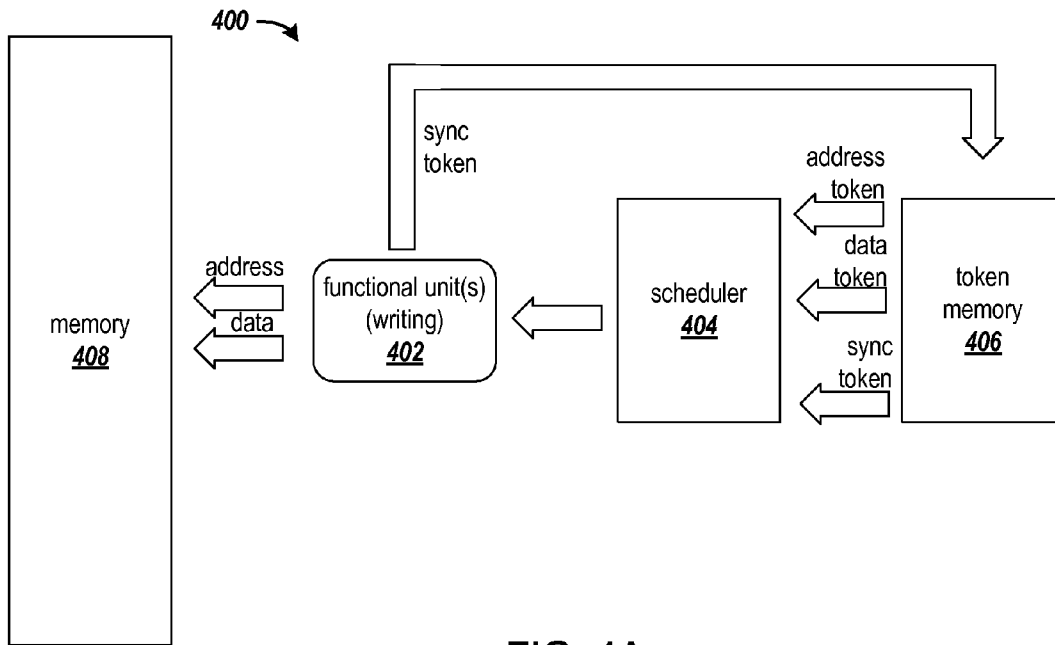 400
sync
token
address
token
data
token
sync
token
address
data
functional unit(s)
(writing)
402
scheduler
404
token
memory
406
memory
408